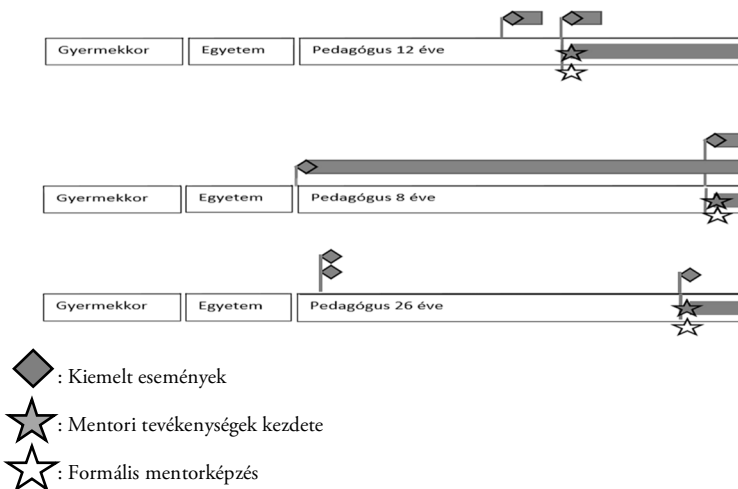 Gyermekkor Egyetem Pedagógus 12 éve
Gyermekkor Egyetem Pedagógus 8 éve
Gyermekkor Egyetem Pedagógus 26 éve
: Kiemelt események
: Mentori tevékenységek kezdete
: Formális mentorképzés